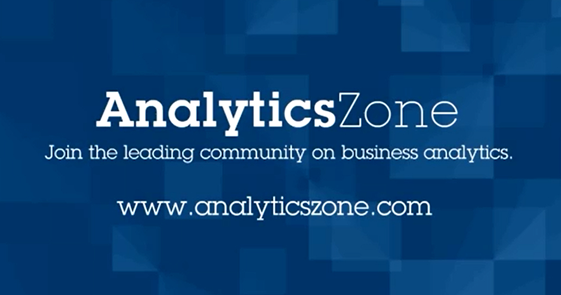 AnalyticsZone
Join the leading community on business analytics.
www.analyticszone.com